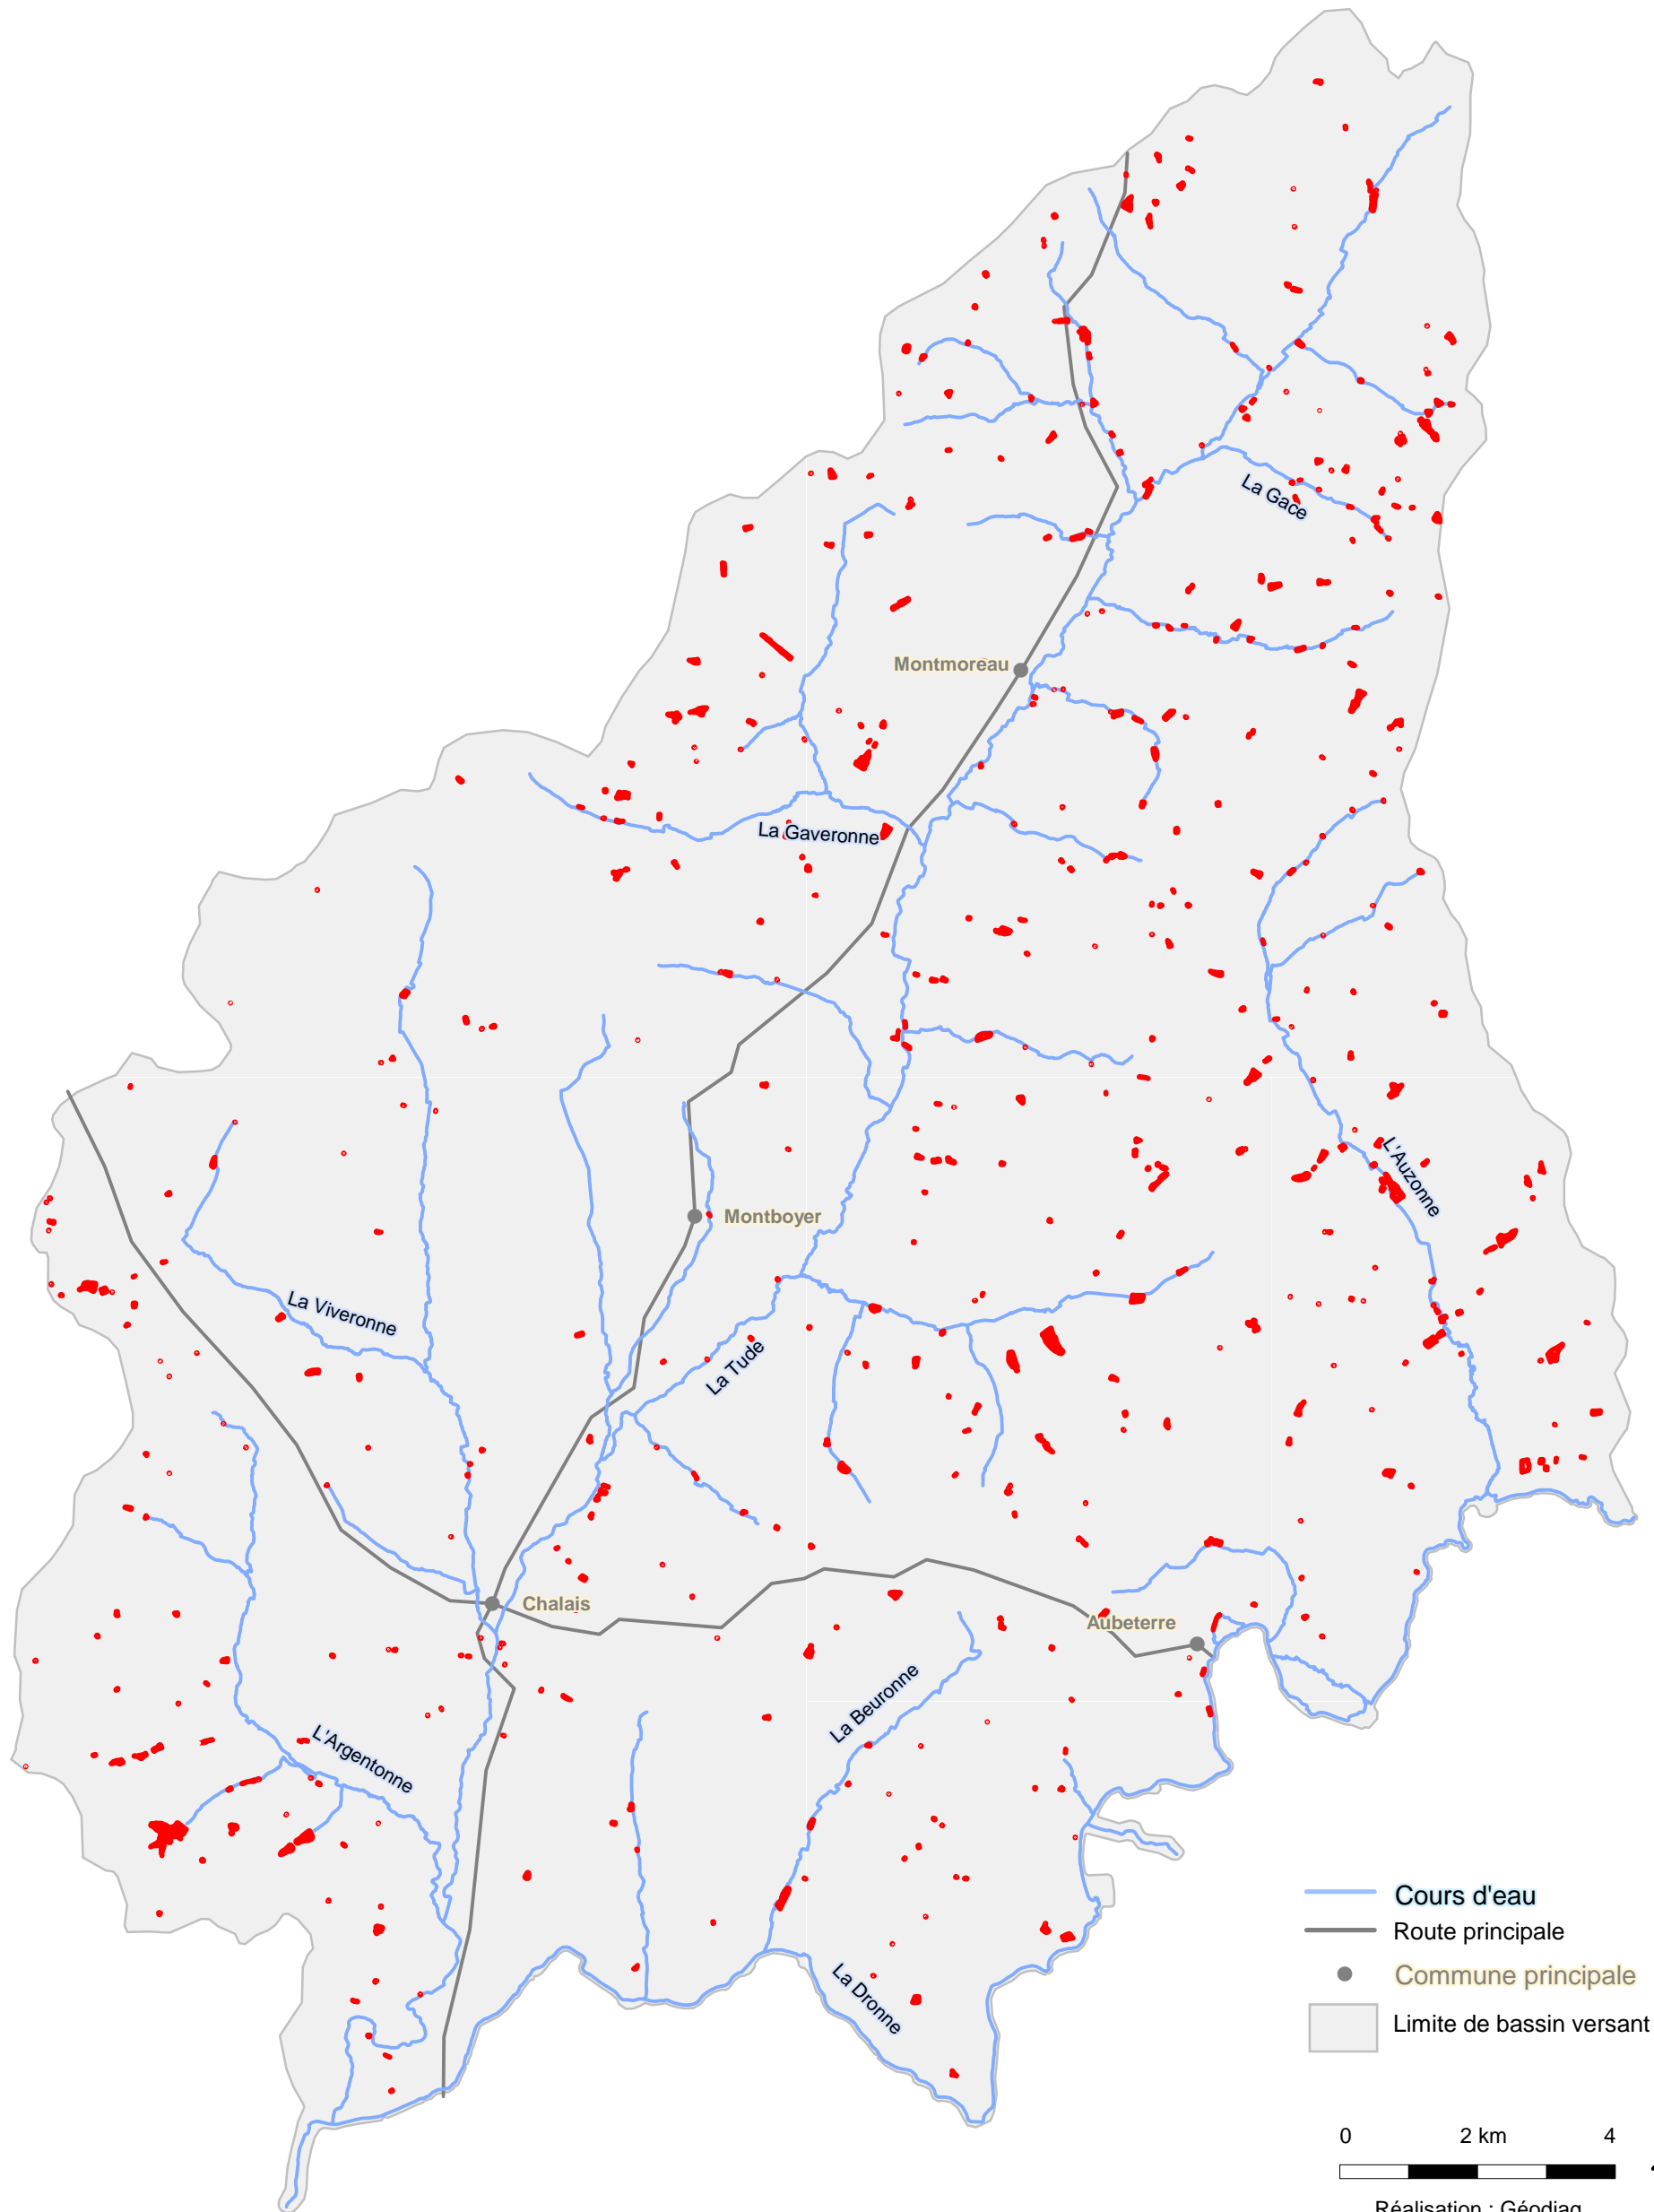 La Gace
Montmoreau
La Gaveronne
L'Auzonne
Montboyer
La Viveronne
La Tude
Chalais
Aubeterre
La Beuronne
L'Argentonne
La Dronne
Cours d'eau
Route principale
Commune principale
Limite de bassin versant
0 2 km 4
Réalisation : Géodiag